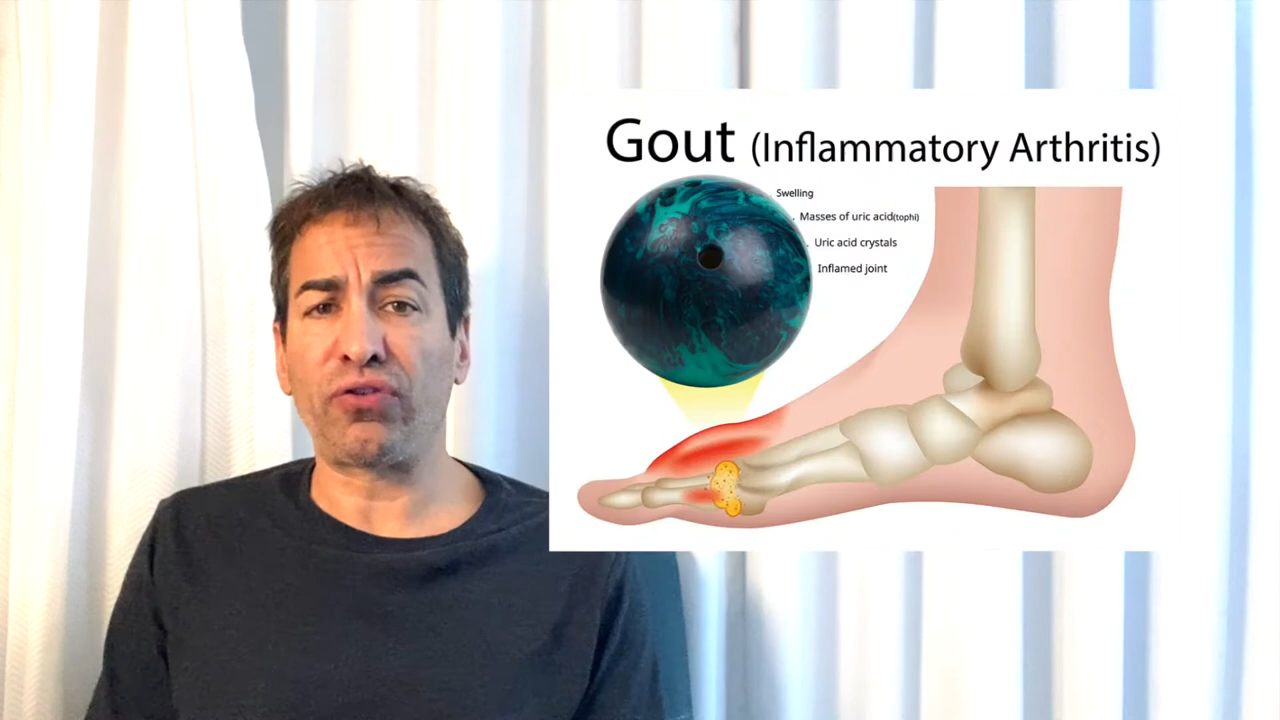 Gout (Inflammatory Arthritis)
Swelling
Masses of uric acid(tophi)
Uric acid crystals
Inflamed joint